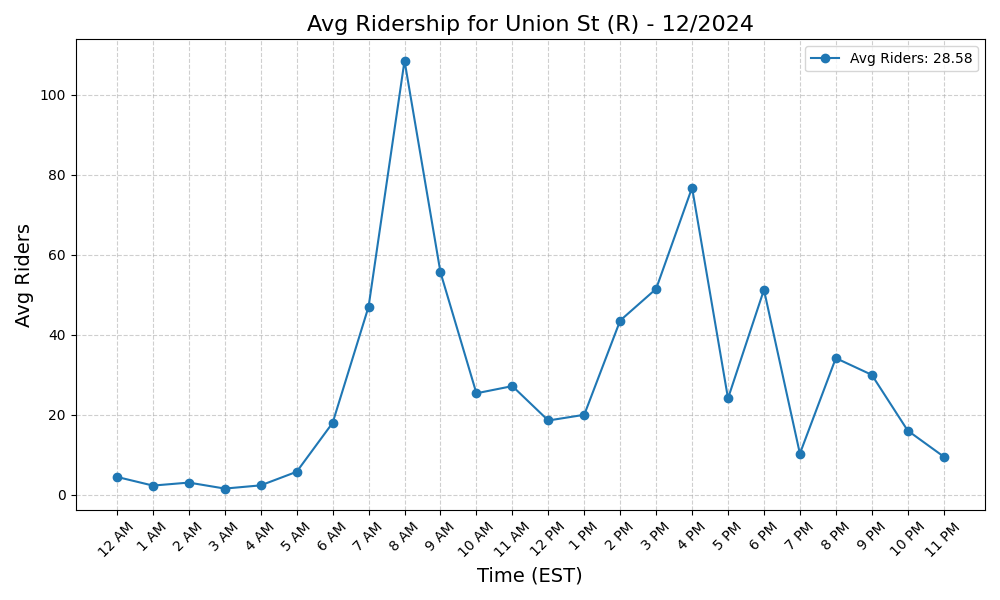 Avg Ridership for Union St (R) - 12/2024
Avg Riders: 28.58
Avg Riders
100
80
60
40
20
0
12 AM
1 AM
2 AM
3 AM
4 AM
5 AM
6 AM
7 AM
8 AM
9 AM
10 AM
11 AM
12 PM
1 PM
2 PM
3 PM
4 PM
5 PM
6 PM
7 PM
8 PM
9 PM
10 PM
11 PM
Time (EST)